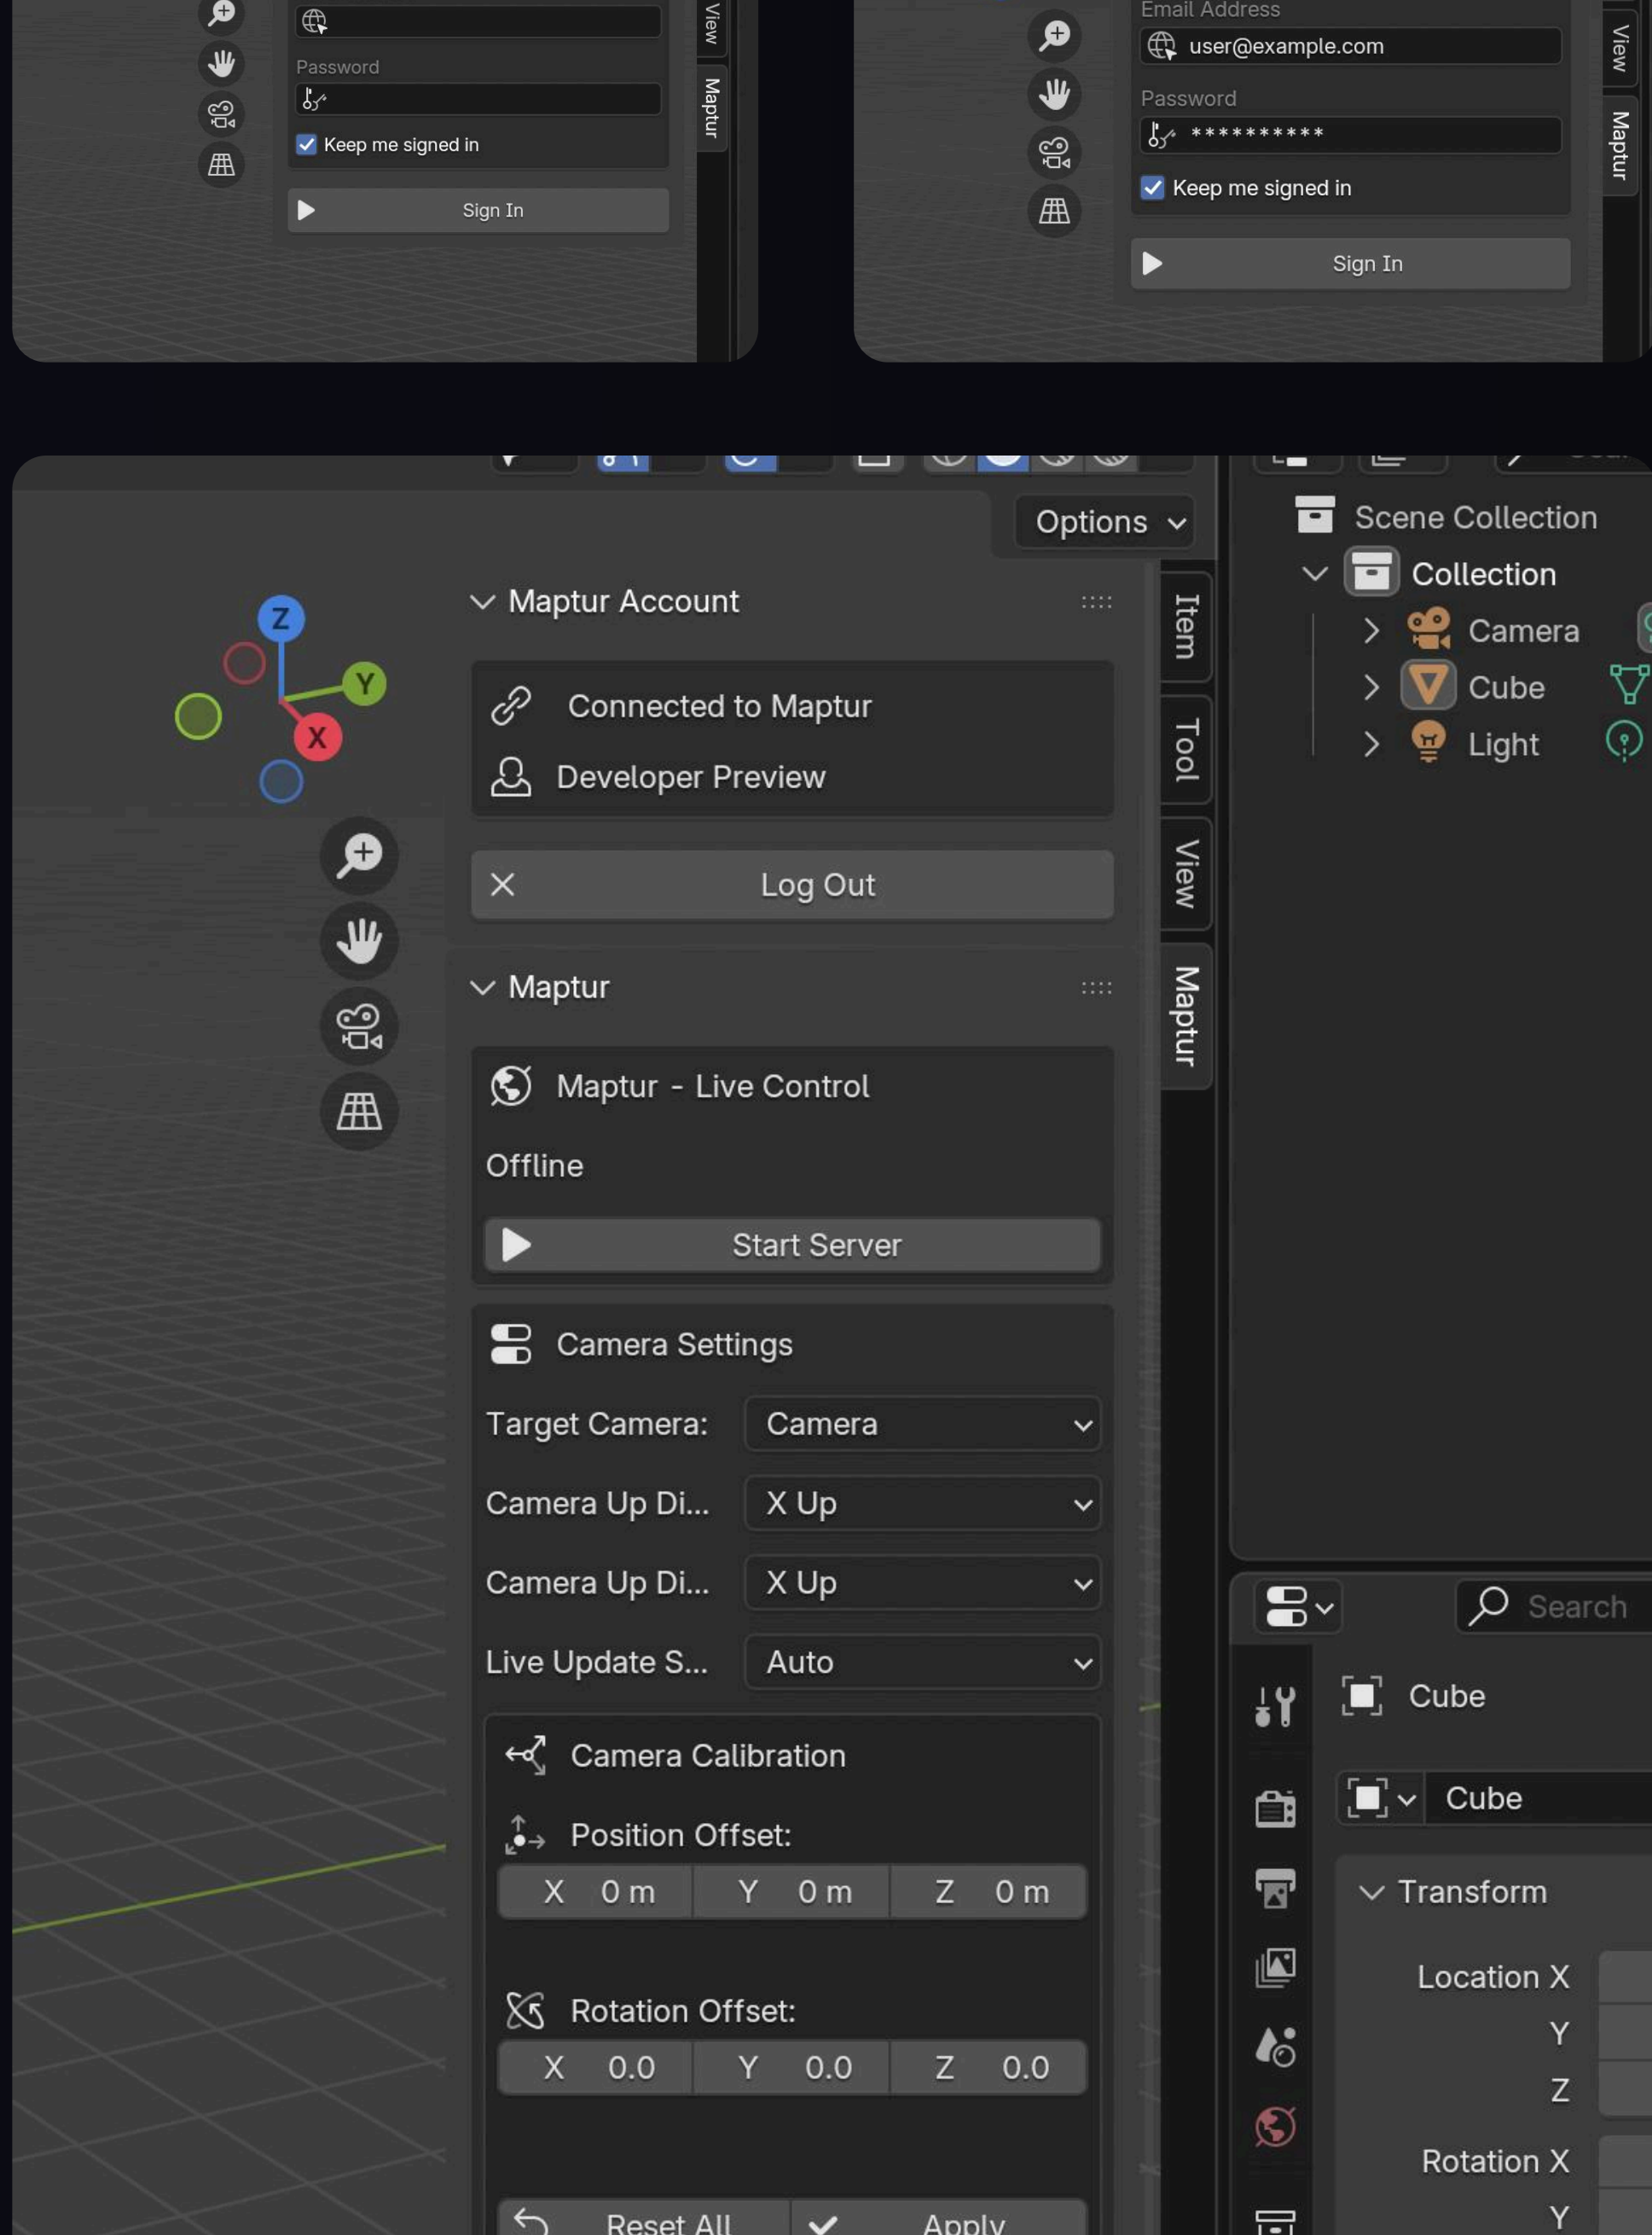 View
Password
Maptur
Keep me signed in
Sign In
Email Address
user@example.com
View
Password
**********
Maptur
Keep me signed in
Sign In
Options
Z
Y
X
Maptur Account
Connected to Maptur
Developer Preview
Log Out
Maptur
Maptur - Live Control
Offline
Start Server
Camera Settings
Target Camera: Camera
Camera Up Di... X Up
Camera Up Di... X Up
Live Update S... Auto
Camera Calibration
Position Offset:
X 0 m Y 0 m Z 0 m
Rotation Offset:
X 0.0 Y 0.0 Z 0.0
Reset All Apply
Item
Tool
View
Maptur
Scene Collection
Collection
Camera
Cube
Light
Search
Cube
Cube
Transform
Location X
Y
Z
Rotation X
Y